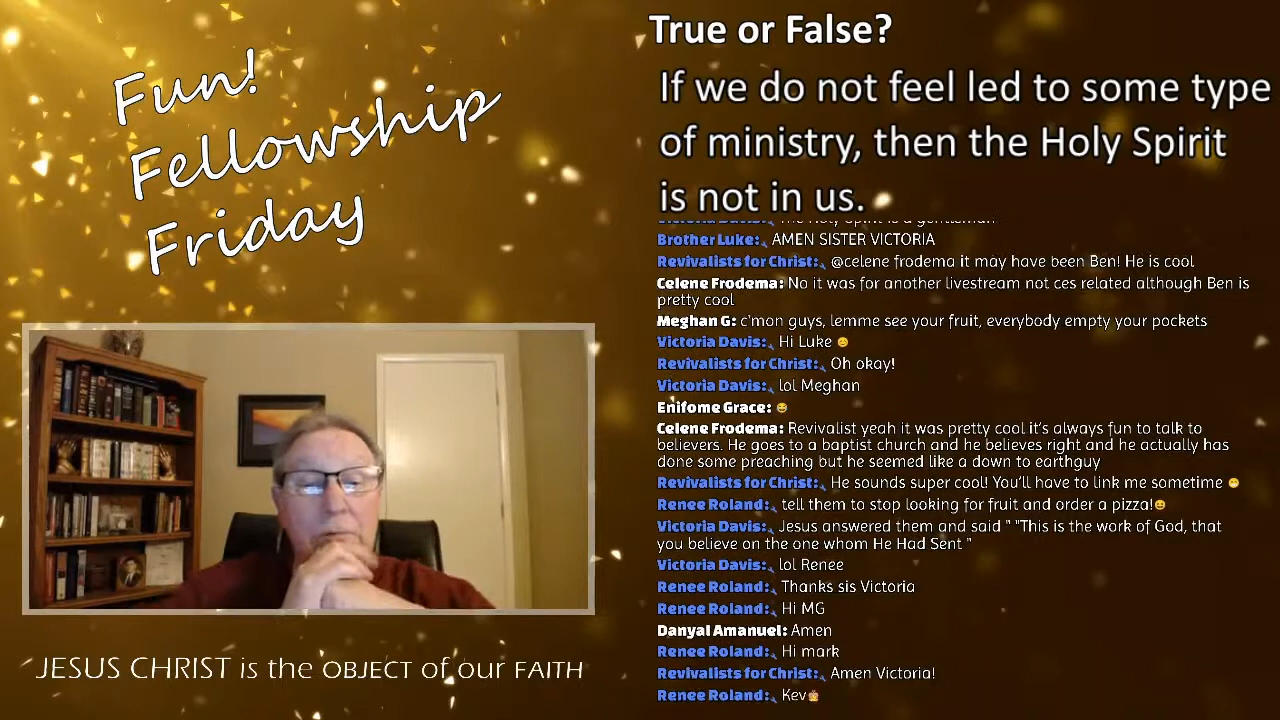 Fun!
Fellowship
Friday
JESUS CHRIST is the OBJECT of our FAITH
True or False?
If we do not feel led to some type
of ministry, then the Holy Spirit
is not in us.
Brother Luke: AMEN SISTER VICTORIA
Revivalists for Christ: @celene frodema it may have been Ben! He is cool
Celene Frodema: No it was for another livestream not ces related although Ben is
pretty cool
Meghan G: c'mon guys, lemme see your fruit, everybody empty your pockets
Victoria Davis: Hi Luke 😊
Revivalists for Christ: Oh okay!
Victoria Davis: lol Meghan
Enifome Grace: 😂
Celene Frodema: Revivalist yeah it was pretty cool it's always fun to talk to
believers. He goes to a baptist church and he believes right and he actually has
done some preaching but he seemed like a down to earthguy
Revivalists for Christ: He sounds super cool! You'll have to link me sometime 😁
Renee Roland: tell them to stop looking for fruit and order a pizza!😄
Victoria Davis: Jesus answered them and said " "This is the work of God, that
you believe on the one whom He Had Sent "
Victoria Davis: lol Renee
Renee Roland: Thanks sis Victoria
Renee Roland: Hi MG
Danyal Amanuel: Amen
Renee Roland: Hi mark
Revivalists for Christ: Amen Victoria!
Renee Roland: Kev